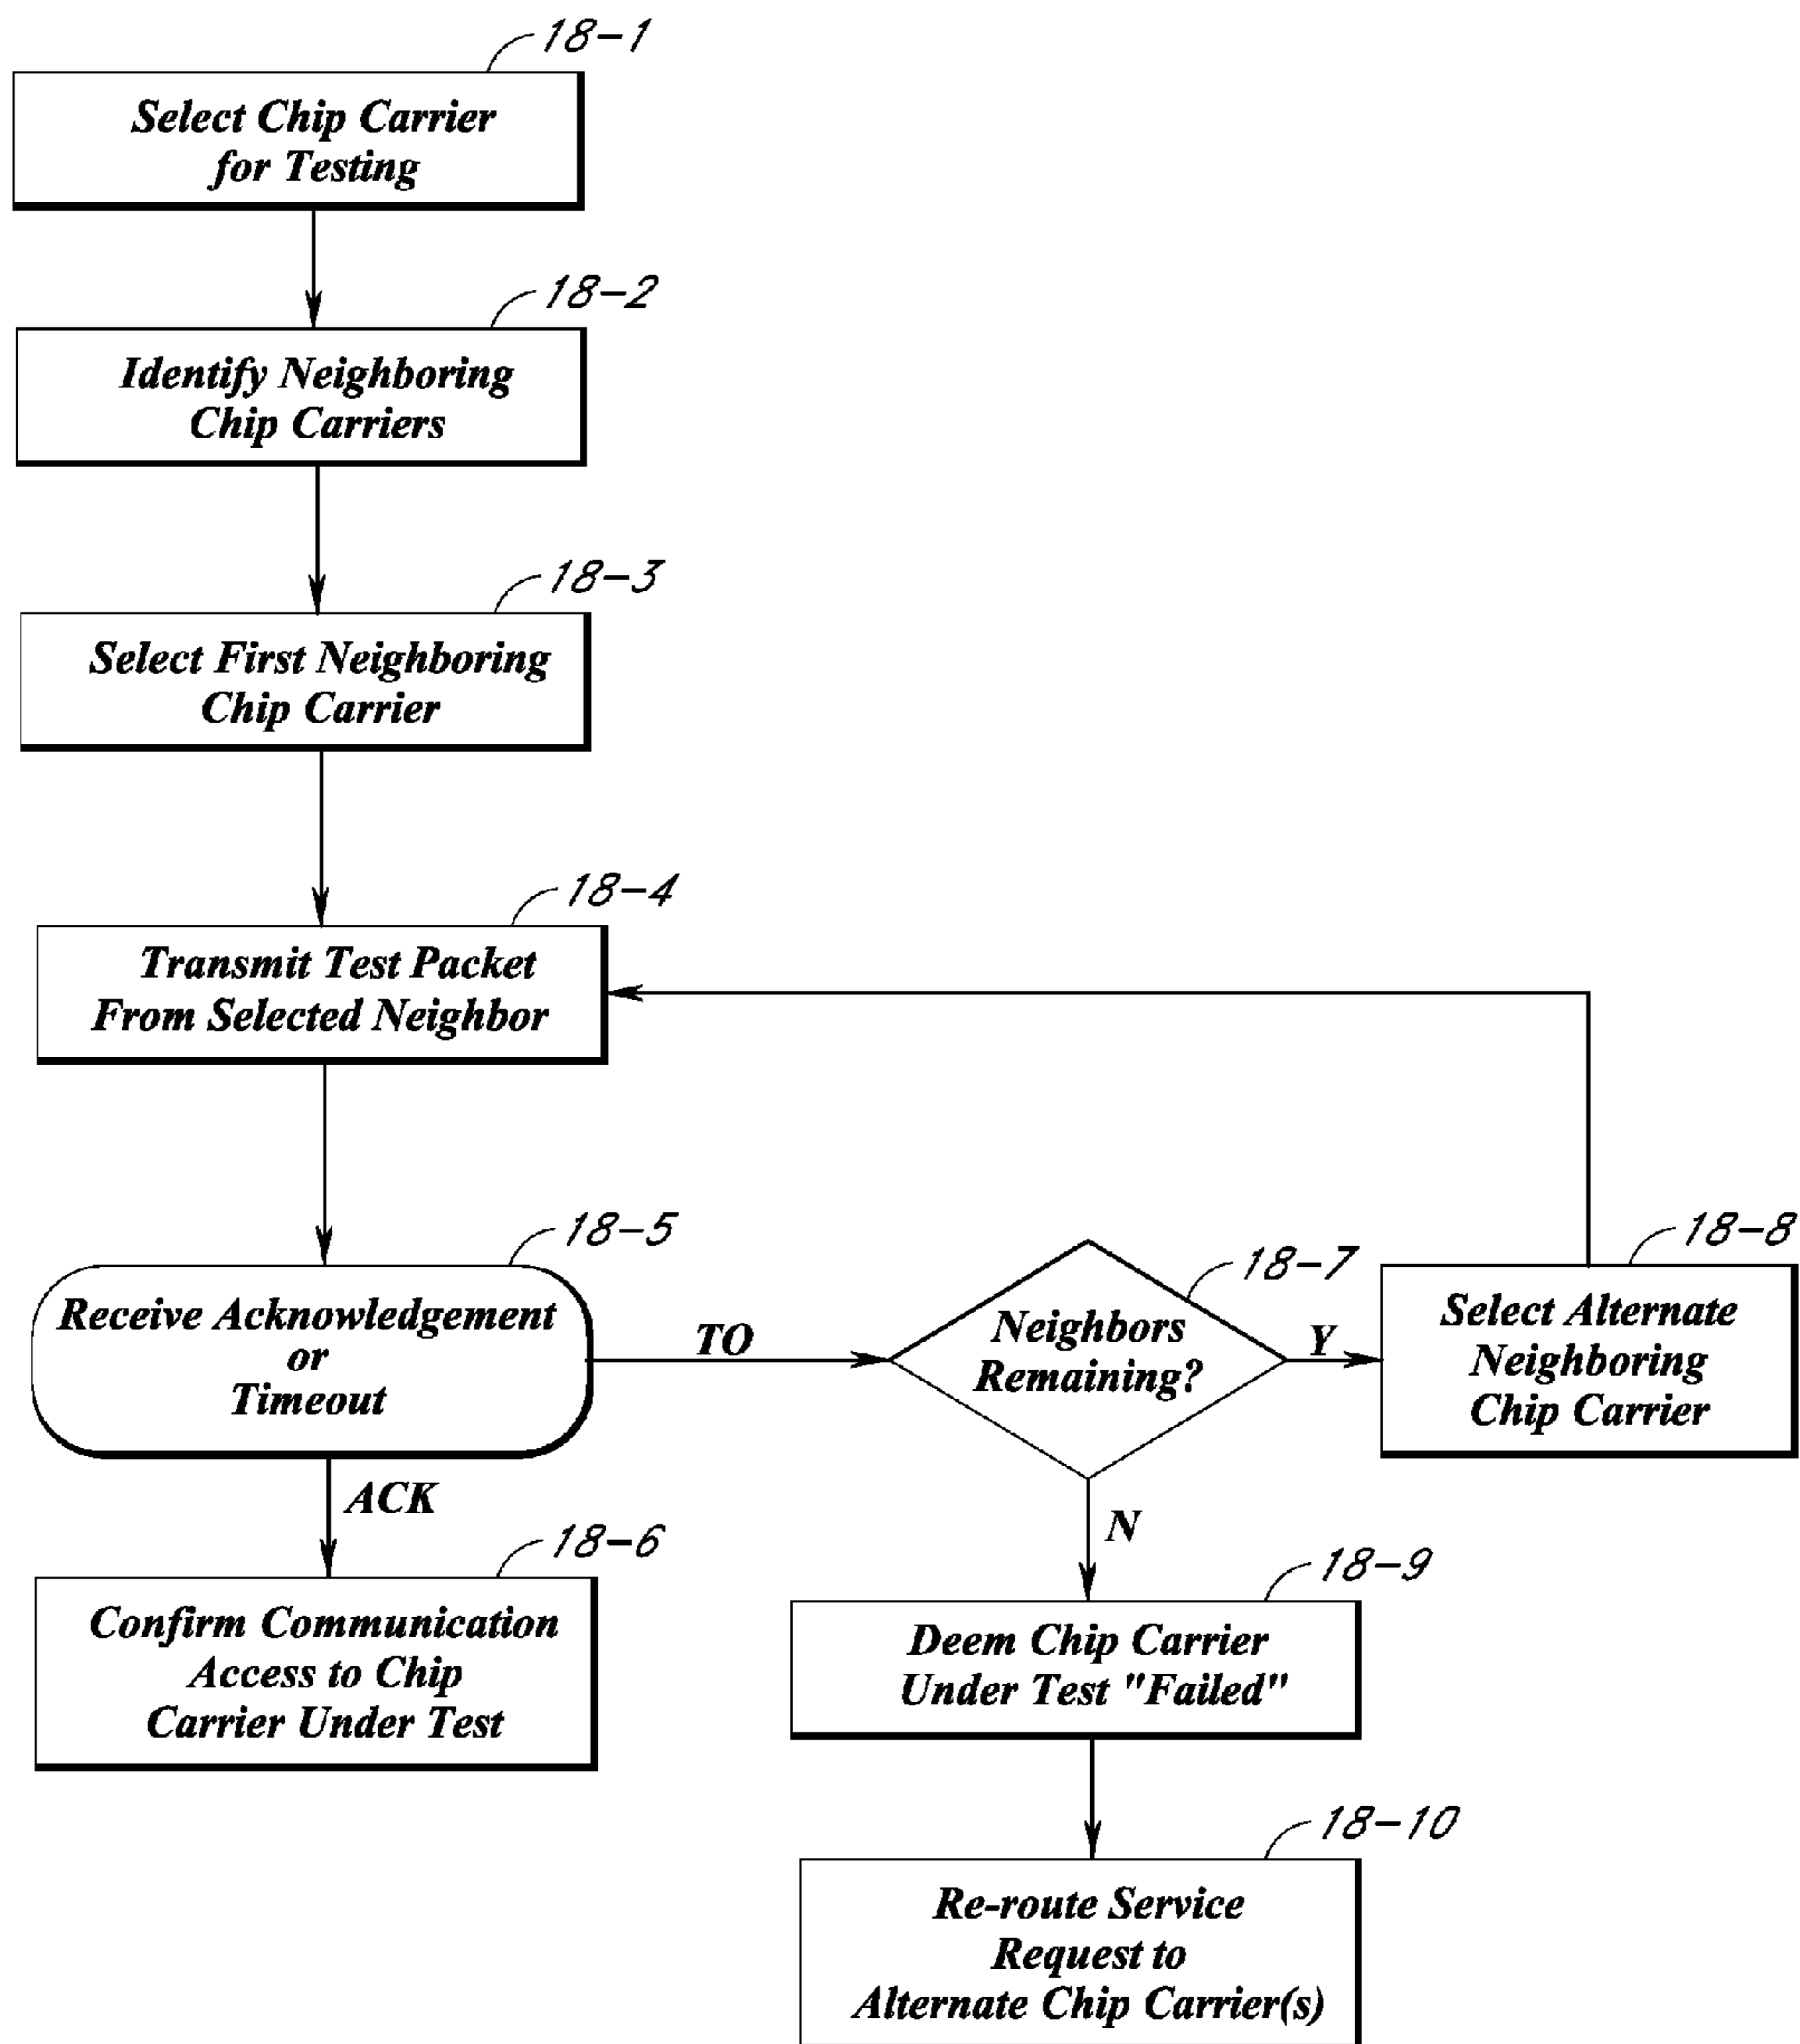 18-1
Select Chip Carrier
for Testing
18-2
Identify Neighboring
Chip Carriers
18-3
Select First Neighboring
Chip Carrier
18-4
Transmit Test Packet
From Selected Neighbor
18-5
Receive Acknowledgement
or
Timeout
TO
18-7
Neighbors
Remaining?
Y
18-8
Select Alternate
Neighboring
Chip Carrier
ACK
18-6
Confirm Communication
Access to Chip
Carrier Under Test
N
18-9
Deem Chip Carrier
Under Test "Failed"
18-10
Re-route Service
Request to
Alternate Chip Carrier(s)